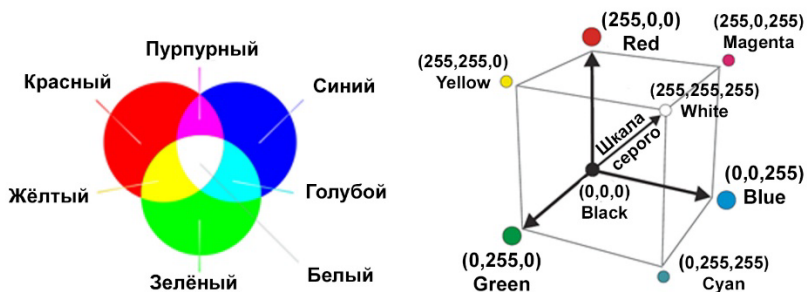 Пурпурный
Красный
Синий
Жёлтый
Голубой
Зелёный
Белый
(255,0,0)
Red
(255,0,255)
Magenta
(255,255,0)
Yellow
(255,255,255)
White
Шкала
серого
(0,0,0)
Black
(0,0,255)
Blue
(0,255,0)
Green
(0,255,255)
Cyan